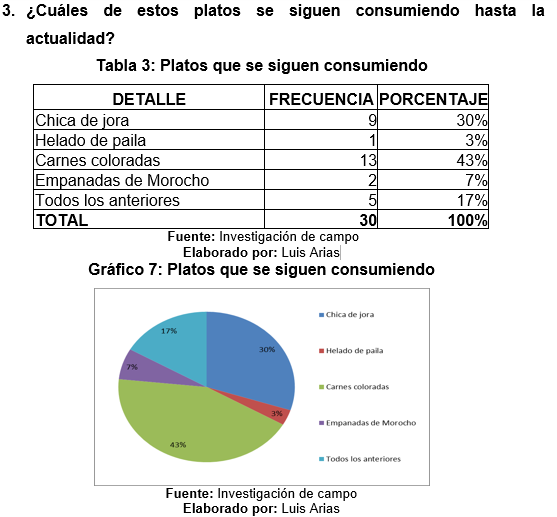 3. ¿Cuáles de estos platos se siguen consumiendo hasta la
actualidad?
Tabla 3: Platos que se siguen consumiendo
DETALLE FRECUENCIA PORCENTAJE
Chica de jora 9 30%
Helado de paila 1 3%
Carnes coloradas 13 43%
Empanadas de Morocho 2 7%
Todos los anteriores 5 17%
TOTAL 30 100%
Fuente: Investigación de campo
Elaborado por: Luis Arias
Gráfico 7: Platos que se siguen consumiendo
17%
30%
7%
3%
43%
Chica de jora
Helado de paila
Carnes coloradas
Empanadas de Morocho
Todos los anteriores
Fuente: Investigación de campo
Elaborado por: Luis Arias